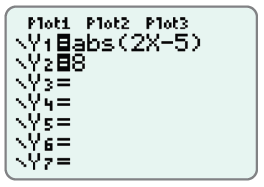 Plot1 Plot2 Plot3
\Y1=abs(2X-5)
\Y2=8
\Y3=
\Y4=
\Y5=
\Y6=
\Y7=